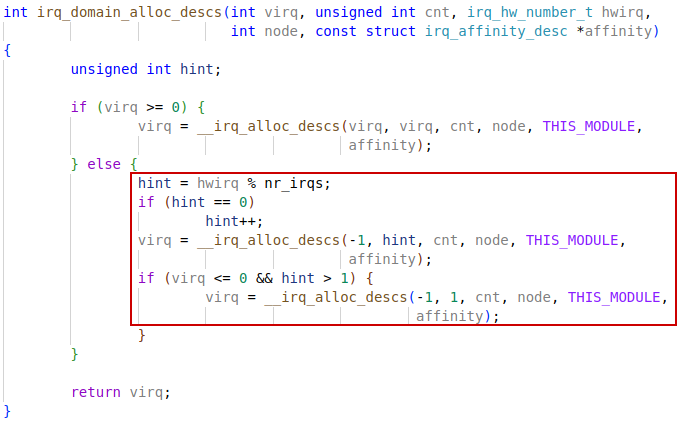 int irq_domain_alloc_descs(int virq, unsigned int cnt, irq_hw_number_t hwirq,
                           int node, const struct irq_affinity_desc *affinity)
{
        unsigned int hint;

        if (virq >= 0) {
                virq = __irq_alloc_descs(virq, virq, cnt, node, THIS_MODULE,
                                         affinity);
        } else {
                hint = hwirq % nr_irqs;
                if (hint == 0)
                        hint++;
                virq = __irq_alloc_descs(-1, hint, cnt, node, THIS_MODULE,
                                         affinity);
                if (virq <= 0 && hint > 1) {
                        virq = __irq_alloc_descs(-1, 1, cnt, node, THIS_MODULE,
                                                 affinity);
                }
        }

        return virq;
}